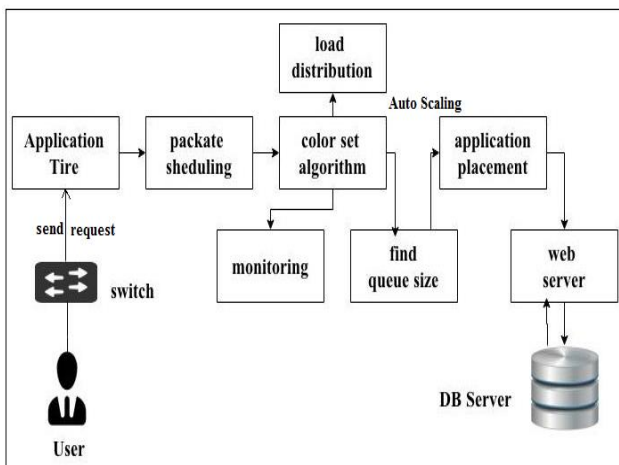 load
distribution
Auto Scaling
Application
Tire
packate
sheduling
color set
algorithm
application
placement
send request
monitoring
find
queue size
web
server
switch
DB Server
User